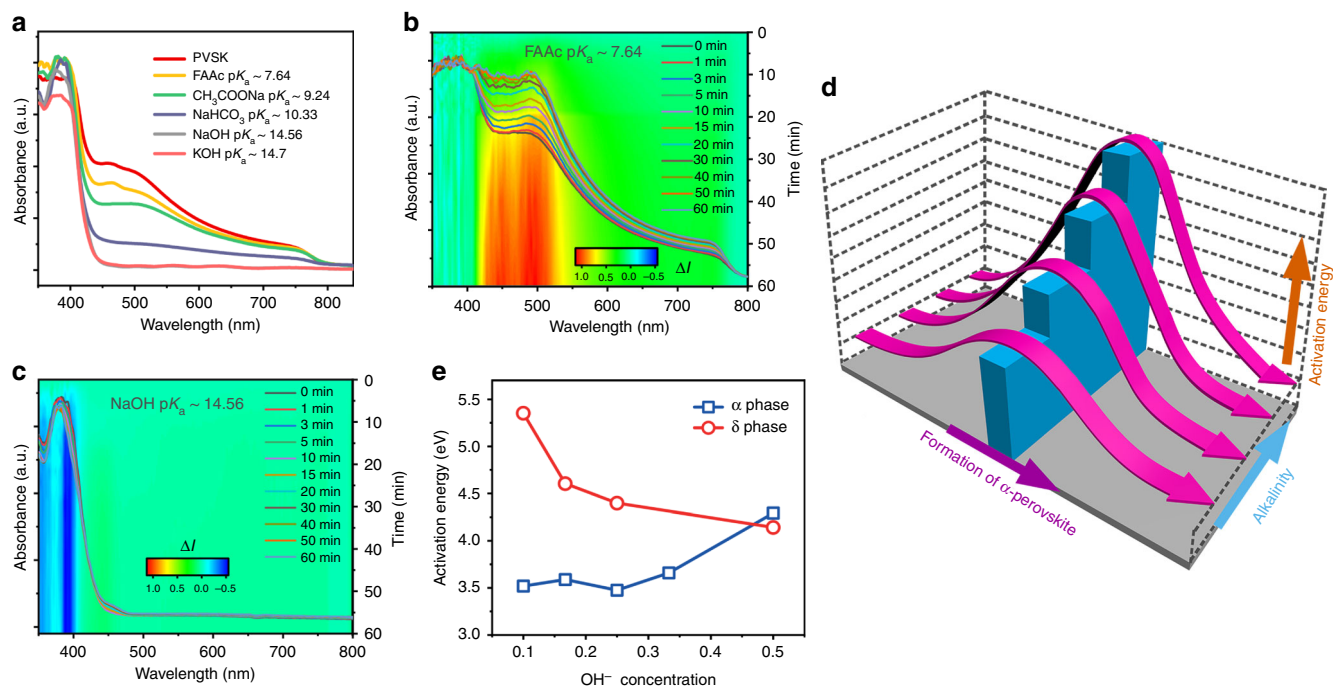 a
PVSK
FAAc pKa ~ 7.64
CH3COONa pKa ~ 9.24
NaHCO3 pKa ~ 10.33
NaOH pKa ~ 14.56
KOH pKa ~ 14.7
Absorbance (a.u.)
400 500 600 700 800
Wavelength (nm)
b
FAAc pKa ~ 7.64
0 min
1 min
3 min
5 min
10 min
15 min
20 min
30 min
40 min
50 min
60 min
1.0 0.5 0.0 −0.5
ΔI
Absorbance (a.u.)
0
10
20
30
40
50
60
Time (min)
400 500 600 700 800
Wavelength (nm)
c
NaOH pKa ~ 14.56
0 min
1 min
3 min
5 min
10 min
15 min
20 min
30 min
40 min
50 min
60 min
ΔI
1.0 0.5 0.0 −0.5
Absorbance (a.u.)
0
10
20
30
40
50
60
Time (min)
400 500 600 700 800
Wavelength (nm)
d
Activation energy
Alkalinity
Formation of α-perovskite
e
α phase
δ phase
Activation energy (eV)
5.5
5.0
4.5
4.0
3.5
3.0
0.1 0.2 0.3 0.4 0.5
OH− concentration